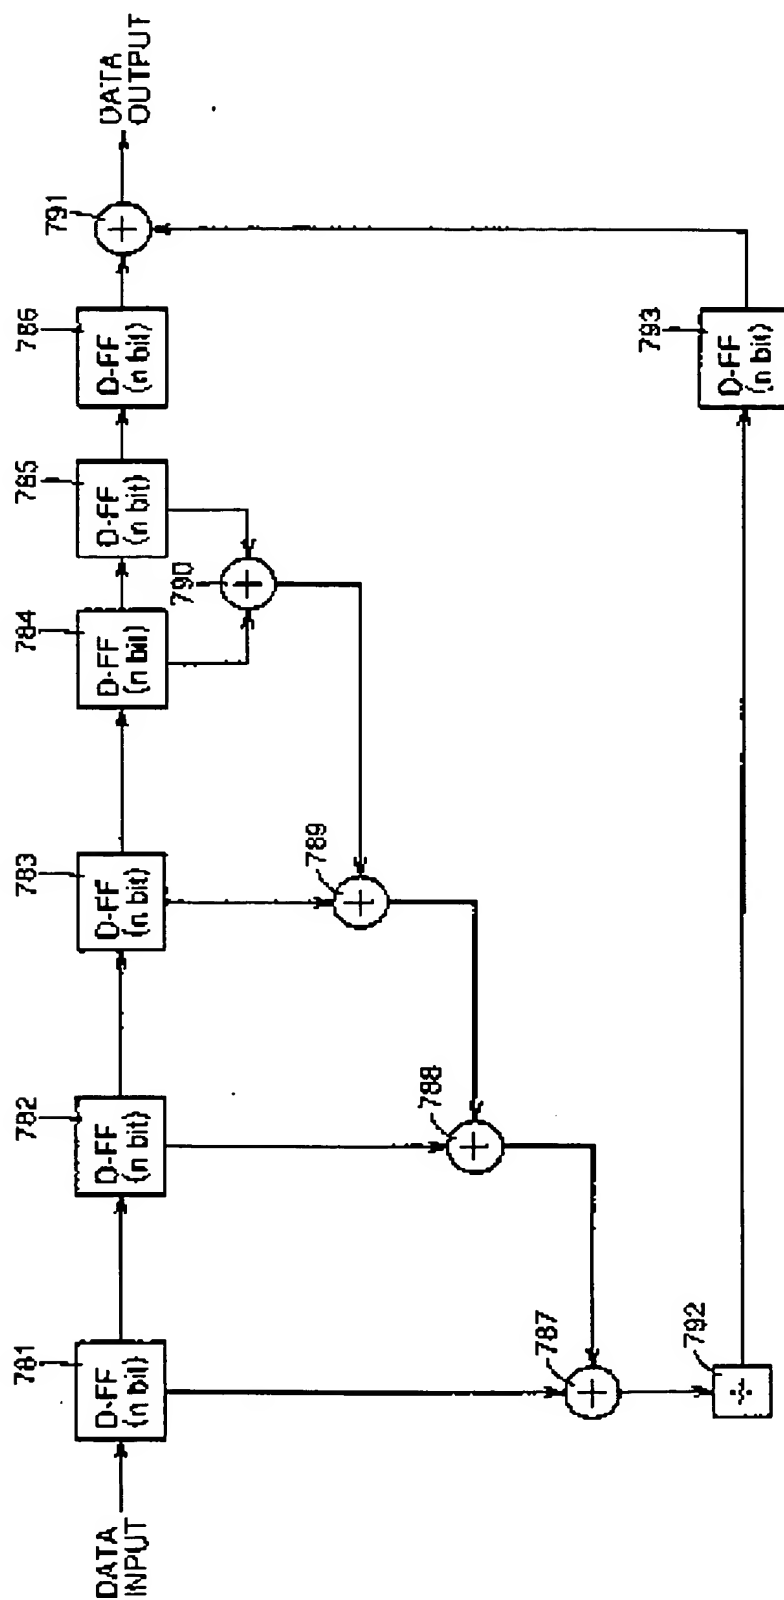 DATA
INPUT
781
D-FF
(n bit)
782
D-FF
(n bit)
783
D-FF
(n bit)
784
D-FF
(n bit)
785
D-FF
(n bit)
786
D-FF
(n bit)
791
+
DATA
OUTPUT
790
+
789
+
788
+
787
+
792
÷
793
D-FF
(n bit)